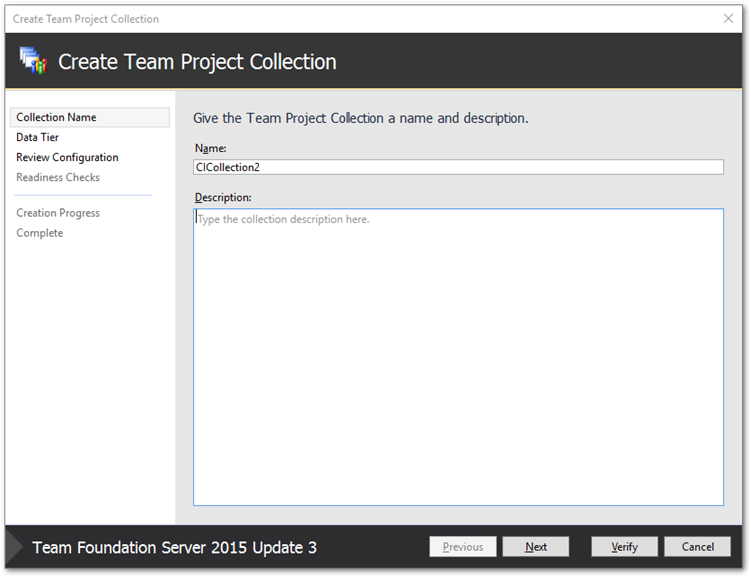 Create Team Project Collection
Create Team Project Collection
Collection Name
Data Tier
Review Configuration
Readiness Checks
Creation Progress
Complete
Give the Team Project Collection a name and description.
Name:
CICollection2
Description:
Type the collection description here.
Team Foundation Server 2015 Update 3
Previous
Next
Verify
Cancel